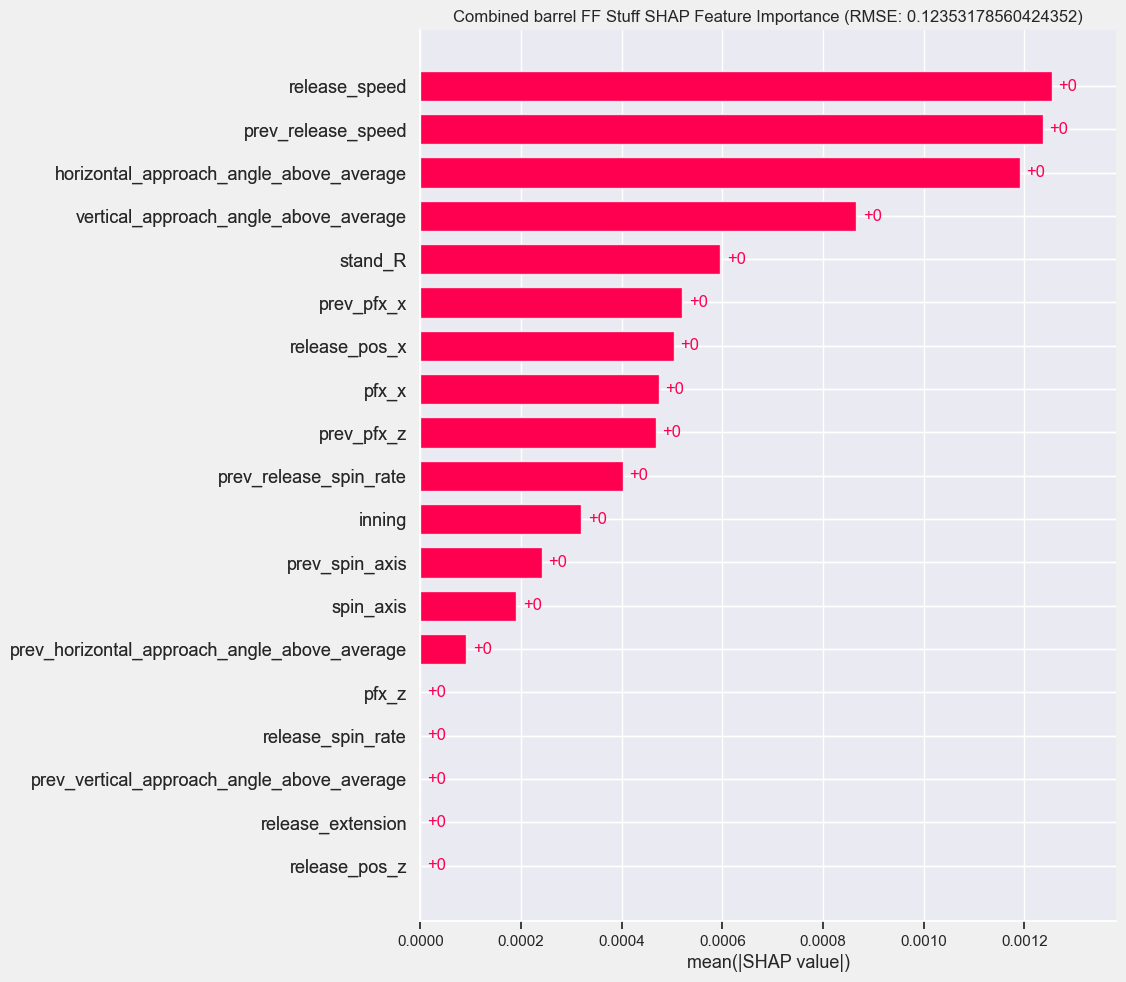 Combined barrel FF Stuff SHAP Feature Importance (RMSE: 0.12353178560424352)
release_speed +0
prev_release_speed +0
horizontal_approach_angle_above_average +0
vertical_approach_angle_above_average +0
stand_R +0
prev_pfx_x +0
release_pos_x +0
pfx_x +0
prev_pfx_z +0
prev_release_spin_rate +0
inning +0
prev_spin_axis +0
spin_axis +0
prev_horizontal_approach_angle_above_average +0
pfx_z +0
release_spin_rate +0
prev_vertical_approach_angle_above_average +0
release_extension +0
release_pos_z +0
0.0000 0.0002 0.0004 0.0006 0.0008 0.0010 0.0012
mean(|SHAP value|)